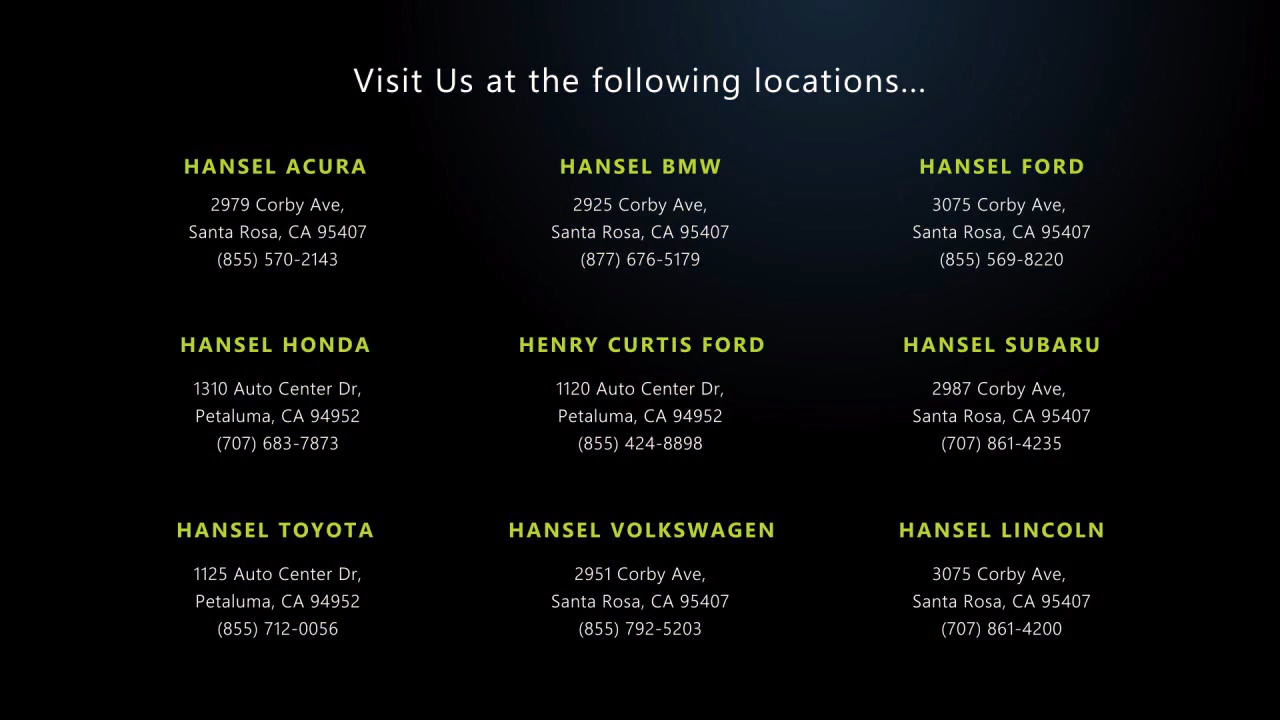 Visit Us at the following locations...
HANSEL ACURA
2979 Corby Ave,
Santa Rosa, CA 95407
(855) 570-2143
HANSEL BMW
2925 Corby Ave,
Santa Rosa, CA 95407
(877) 676-5179
HANSEL FORD
3075 Corby Ave,
Santa Rosa, CA 95407
(855) 569-8220
HANSEL HONDA
1310 Auto Center Dr,
Petaluma, CA 94952
(707) 683-7873
HENRY CURTIS FORD
1120 Auto Center Dr,
Petaluma, CA 94952
(855) 424-8898
HANSEL SUBARU
2987 Corby Ave,
Santa Rosa, CA 95407
(707) 861-4235
HANSEL TOYOTA
1125 Auto Center Dr,
Petaluma, CA 94952
(855) 712-0056
HANSEL VOLKSWAGEN
2951 Corby Ave,
Santa Rosa, CA 95407
(855) 792-5203
HANSEL LINCOLN
3075 Corby Ave,
Santa Rosa, CA 95407
(707) 861-4200